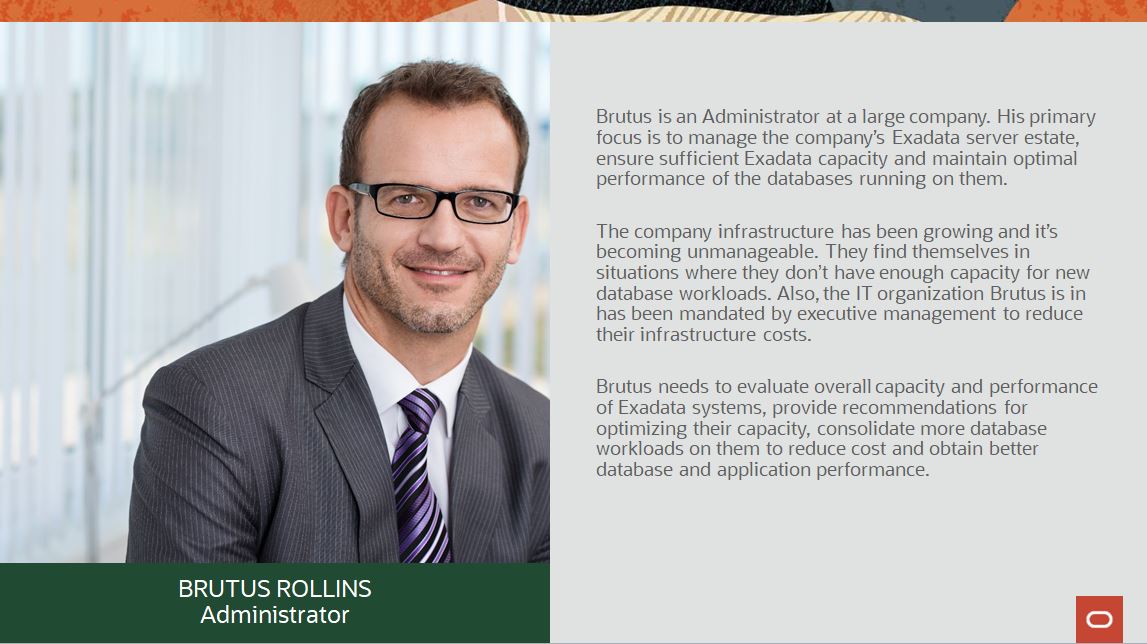 Brutus is an Administrator at a large company. His primary
focus is to manage the company’s Exadata server estate,
ensure sufficient Exadata capacity and maintain optimal
performance of the databases running on them.
The company infrastructure has been growing and it’s
becoming unmanageable. They find themselves in
situations where they don’t have enough capacity for new
database workloads. Also, the IT organization Brutus is in
has been mandated by executive management to reduce
their infrastructure costs.
Brutus needs to evaluate overall capacity and performance
of Exadata systems, provide recommendations for
optimizing their capacity, consolidate more database
workloads on them to reduce cost and obtain better
database and application performance.
BRUTUS ROLLINS
Administrator